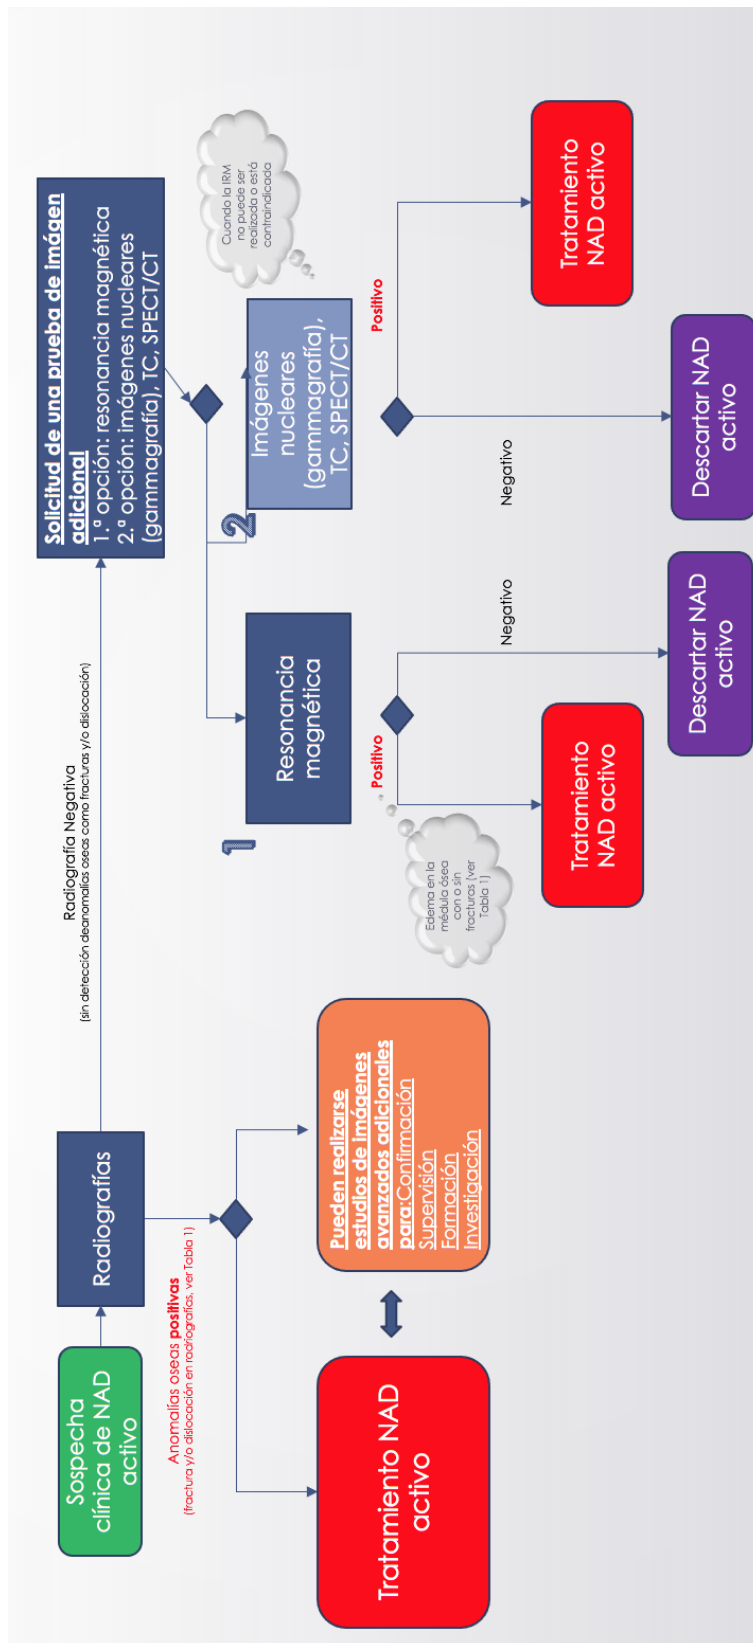 Sospecha
clínica de NAD
activo
Radiografías
Radiografía Negativa
(sin detección deanomalías oseas como fracturas y/o dislocación)
Solicitud de una prueba de imágen
adicional
1.ª opción: resonancia magnética
2.ª opción: imágenes nucleares
(gammagrafía), TC, SPECT/CT
Anomalías oseas positivas
(fractura y/o dislocación en radriografías, ver Tabla 1)
Tratamiento NAD
activo
Pueden realizarse
estudios de imágenes
avanzados adicionales
para:Confirmación
Supervisión
Formación
Investigación
1
Resonancia
magnética
2
Imágenes
nucleares
(gammagrafía),
TC, SPECT/CT
Cuando la IRM
no puede ser
realizada o está
contraindicada
Edema en la
médula ósea
con o sin
fracturas (ver
Tabla 1)
Positivo
Negativo
Tratamiento
NAD activo
Descartar NAD
activo
Positivo
Negativo
Descartar NAD
activo
Tratamiento
NAD activo